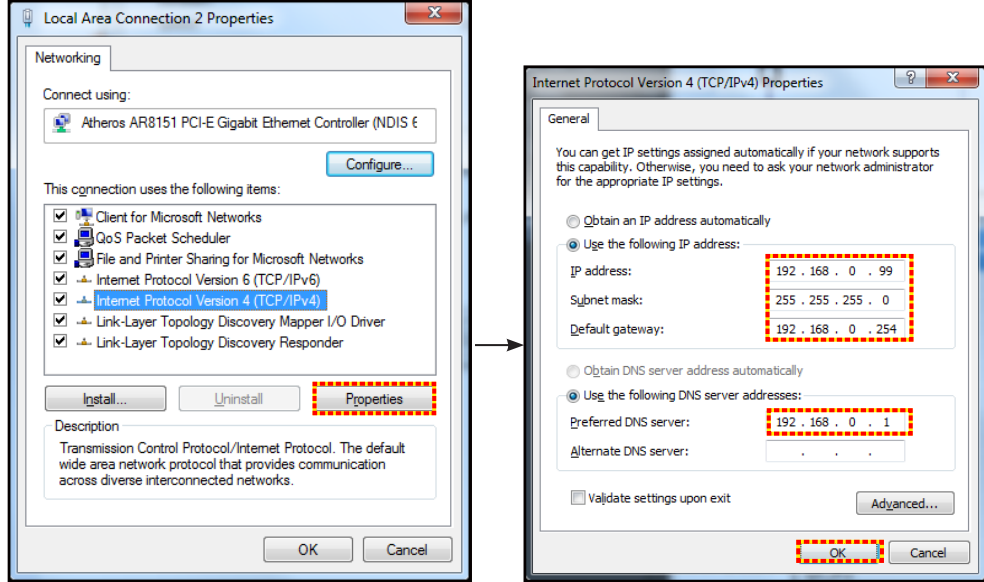 Local Area Connection 2 Properties
Networking
Connect using:
Atheros AR8151 PCI-E Gigabit Ethernet Controller (NDIS 6
Configure...
This connection uses the following items:
Client for Microsoft Networks
QoS Packet Scheduler
File and Printer Sharing for Microsoft Networks
Internet Protocol Version 6 (TCP/IPv6)
Internet Protocol Version 4 (TCP/IPv4)
Link-Layer Topology Discovery Mapper I/O Driver
Link-Layer Topology Discovery Responder
Install...
Uninstall
Properties
Description
Transmission Control Protocol/Internet Protocol. The default
wide area network protocol that provides communication
across diverse interconnected networks.
OK
Cancel
Internet Protocol Version 4 (TCP/IPv4) Properties
General
You can get IP settings assigned automatically if your network supports
this capability. Otherwise, you need to ask your network administrator
for the appropriate IP settings.
Obtain an IP address automatically
Use the following IP address:
IP address: 192 . 168 . 0 . 99
Subnet mask: 255 . 255 . 255 . 0
Default gateway: 192 . 168 . 0 . 254
Obtain DNS server address automatically
Use the following DNS server addresses:
Preferred DNS server: 192 . 168 . 0 . 1
Alternate DNS server: . . .
Validate settings upon exit
Advanced...
OK
Cancel